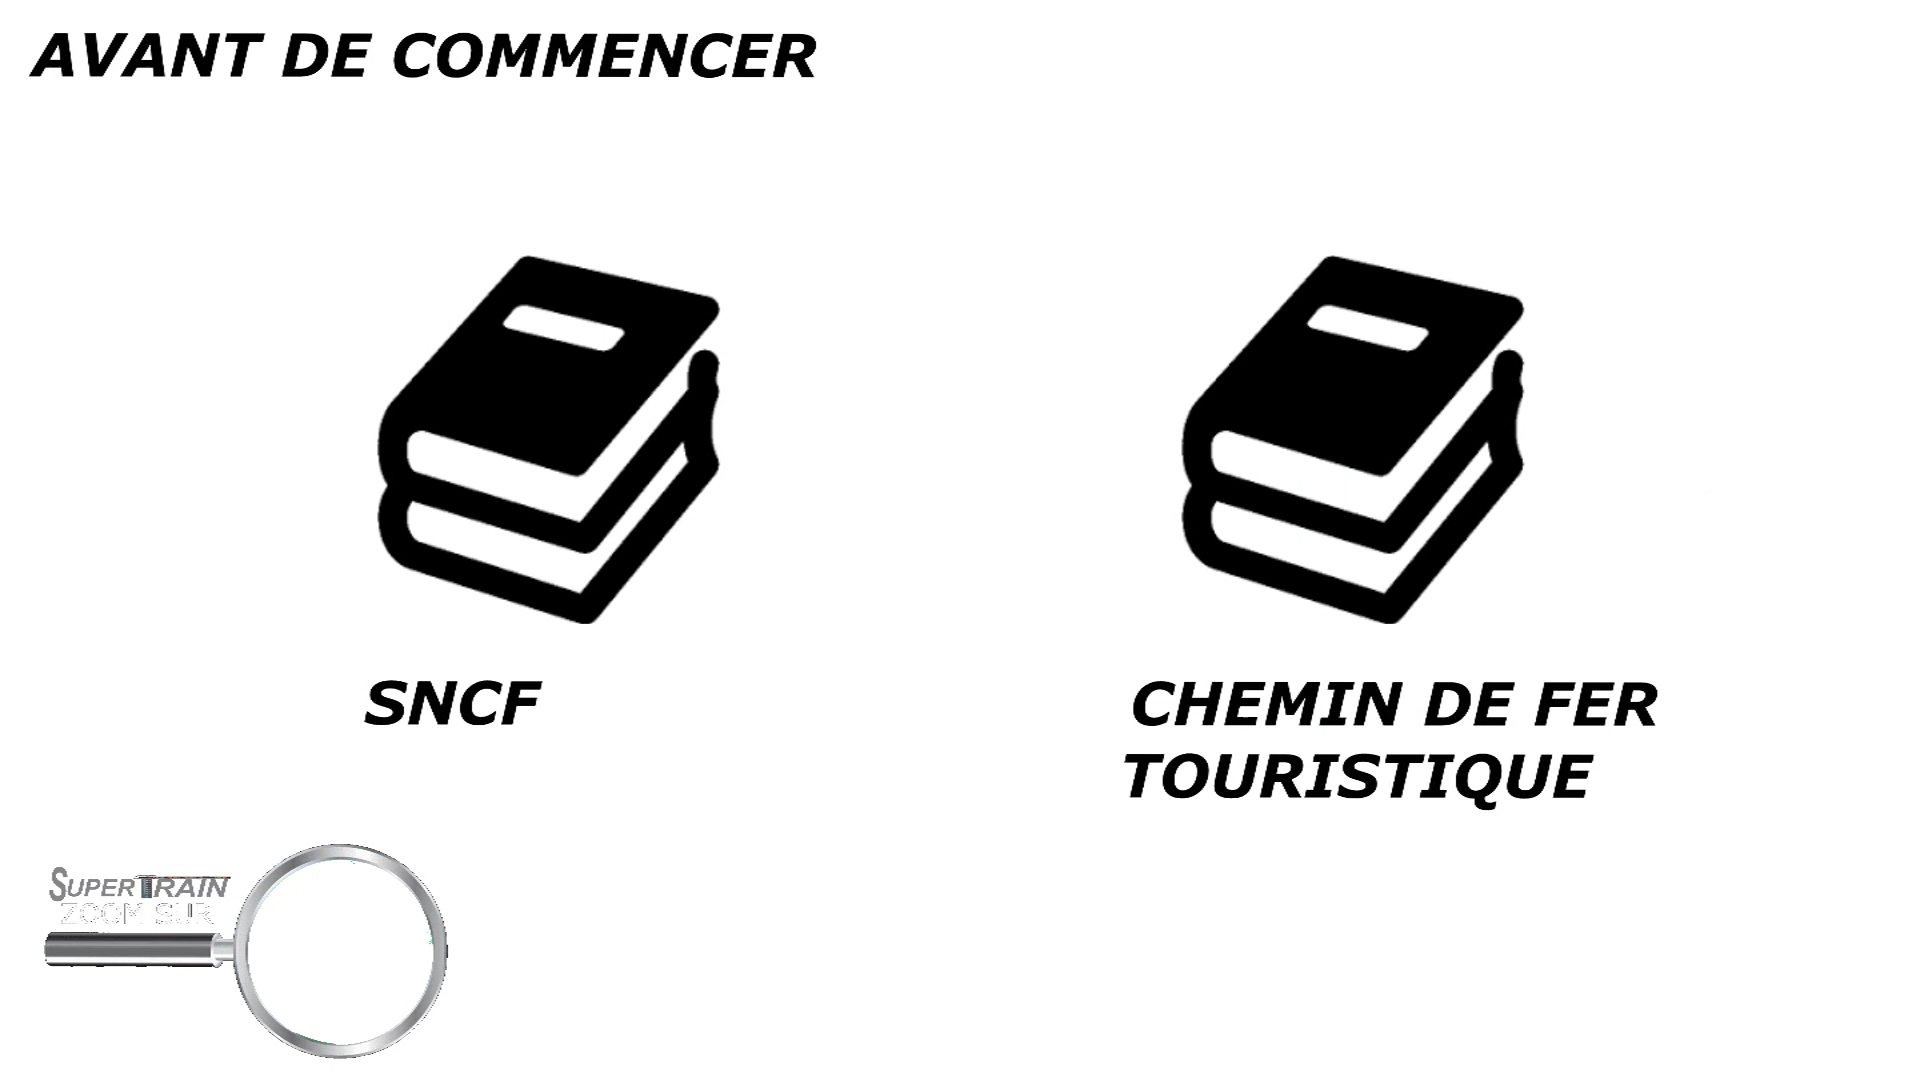 AVANT DE COMMENCER
SNCF
CHEMIN DE FER
TOURISTIQUE
SUPERTRAIN
ZOOM SUR